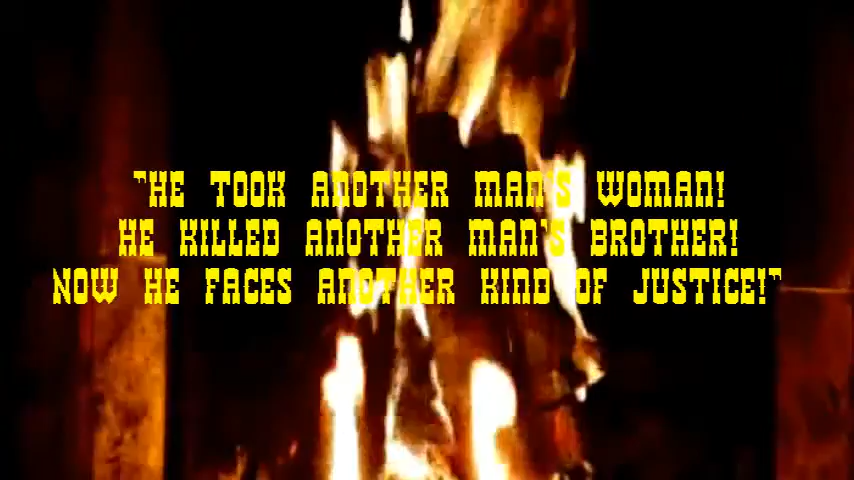 "HE TOOK ANOTHER MAN'S WOMAN!
HE KILLED ANOTHER MAN'S BROTHER!
NOW HE FACES ANOTHER KIND OF JUSTICE!"